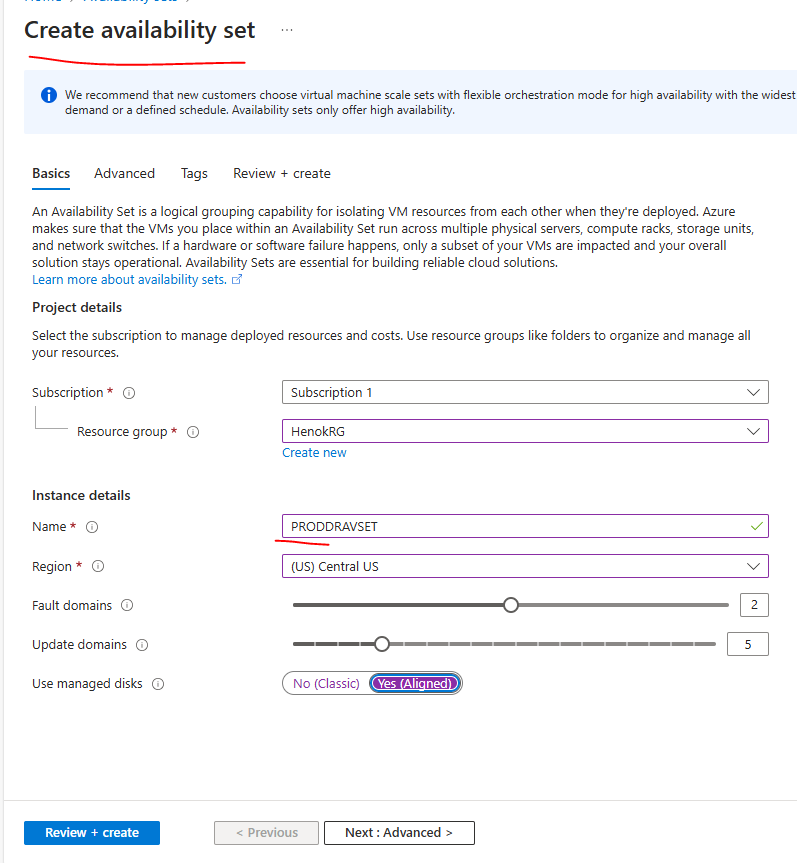 Create availability set ...
We recommend that new customers choose virtual machine scale sets with flexible orchestration mode for high availability with the widest
demand or a defined schedule. Availability sets only offer high availability.
Basics Advanced Tags Review + create
An Availability Set is a logical grouping capability for isolating VM resources from each other when they're deployed. Azure
makes sure that the VMs you place within an Availability Set run across multiple physical servers, compute racks, storage units,
and network switches. If a hardware or software failure happens, only a subset of your VMs are impacted and your overall
solution stays operational. Availability Sets are essential for building reliable cloud solutions.
Learn more about availability sets.
Project details
Select the subscription to manage deployed resources and costs. Use resource groups like folders to organize and manage all
your resources.
Subscription * Subscription 1
Resource group * HenokRG
Create new
Instance details
Name * PRODDRAVSET
Region * (US) Central US
Fault domains 2
Update domains 5
Use managed disks No (Classic) Yes (Aligned)
Review + create < Previous Next : Advanced >